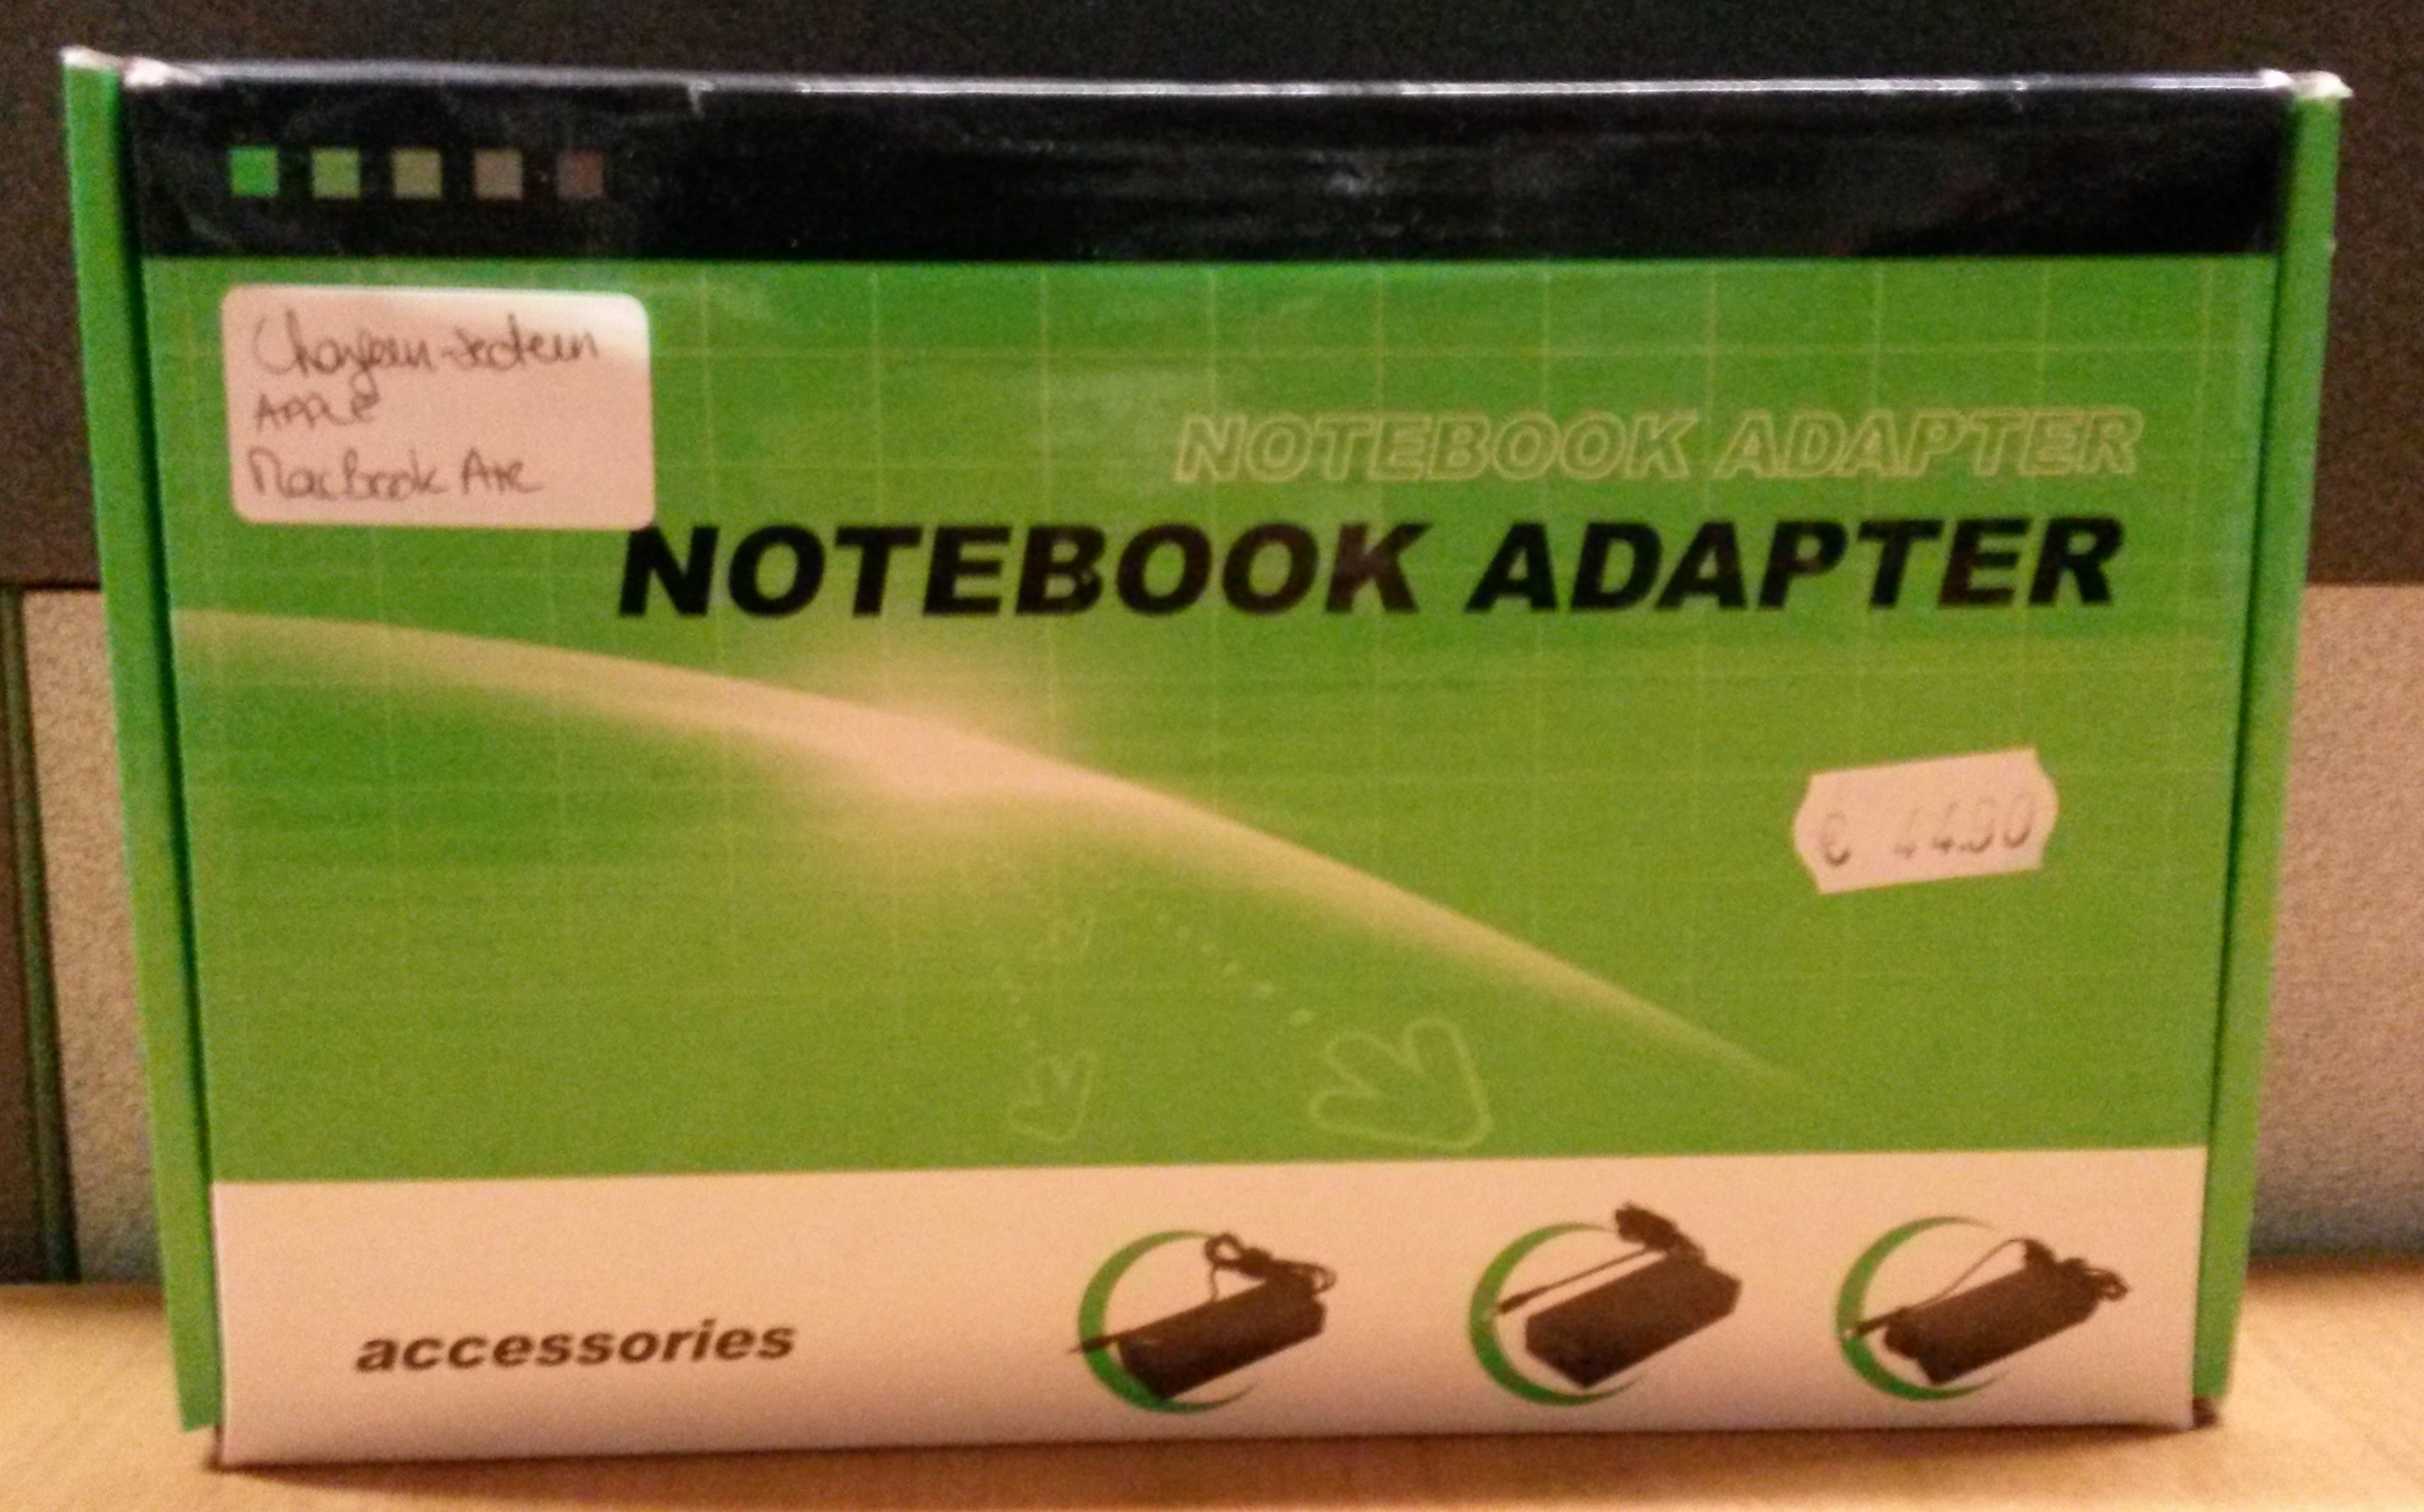 Chargeur-secteur
APPLE
MacBook Air
NOTEBOOK ADAPTER
NOTEBOOK ADAPTER
€ 44.90
accessories